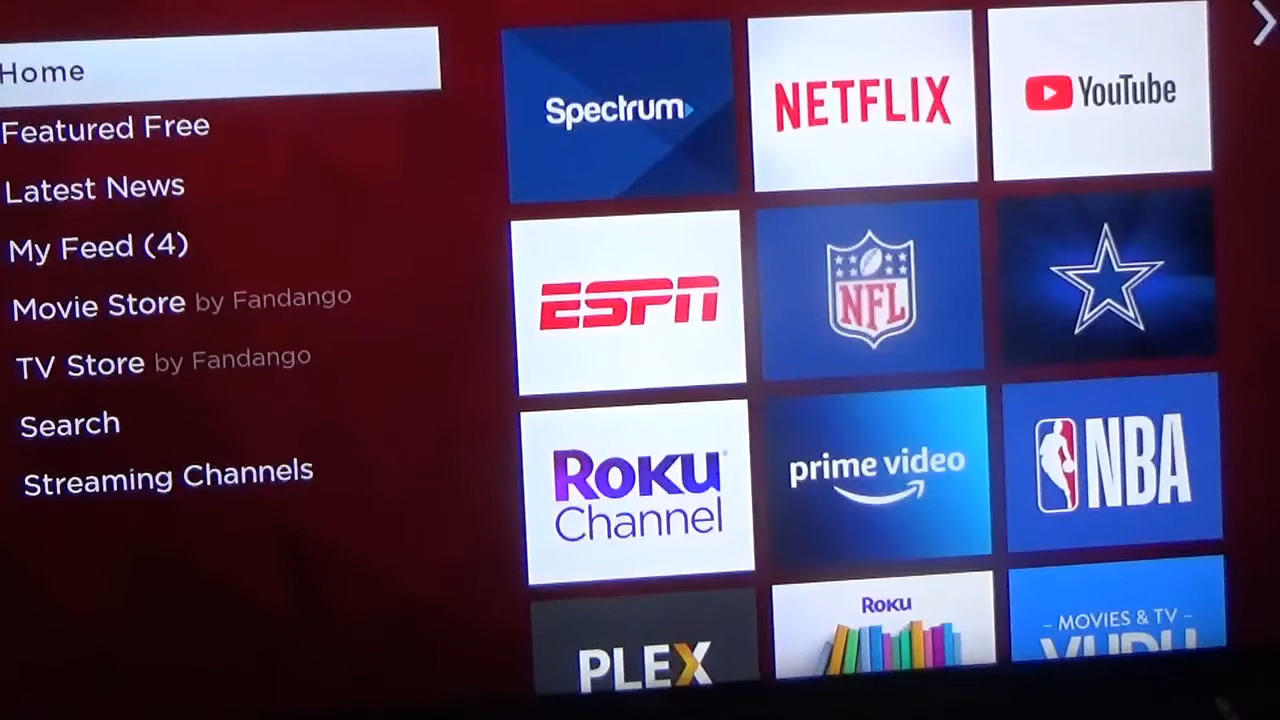 Home
Featured Free
Latest News
My Feed (4)
Movie Store by Fandango
TV Store by Fandango
Search
Streaming Channels
Spectrum
NETFLIX
YouTube
ESPN
NFL
Roku
Channel
prime video
NBA
PLEX
Roku
- MOVIES & TV -
VUDU